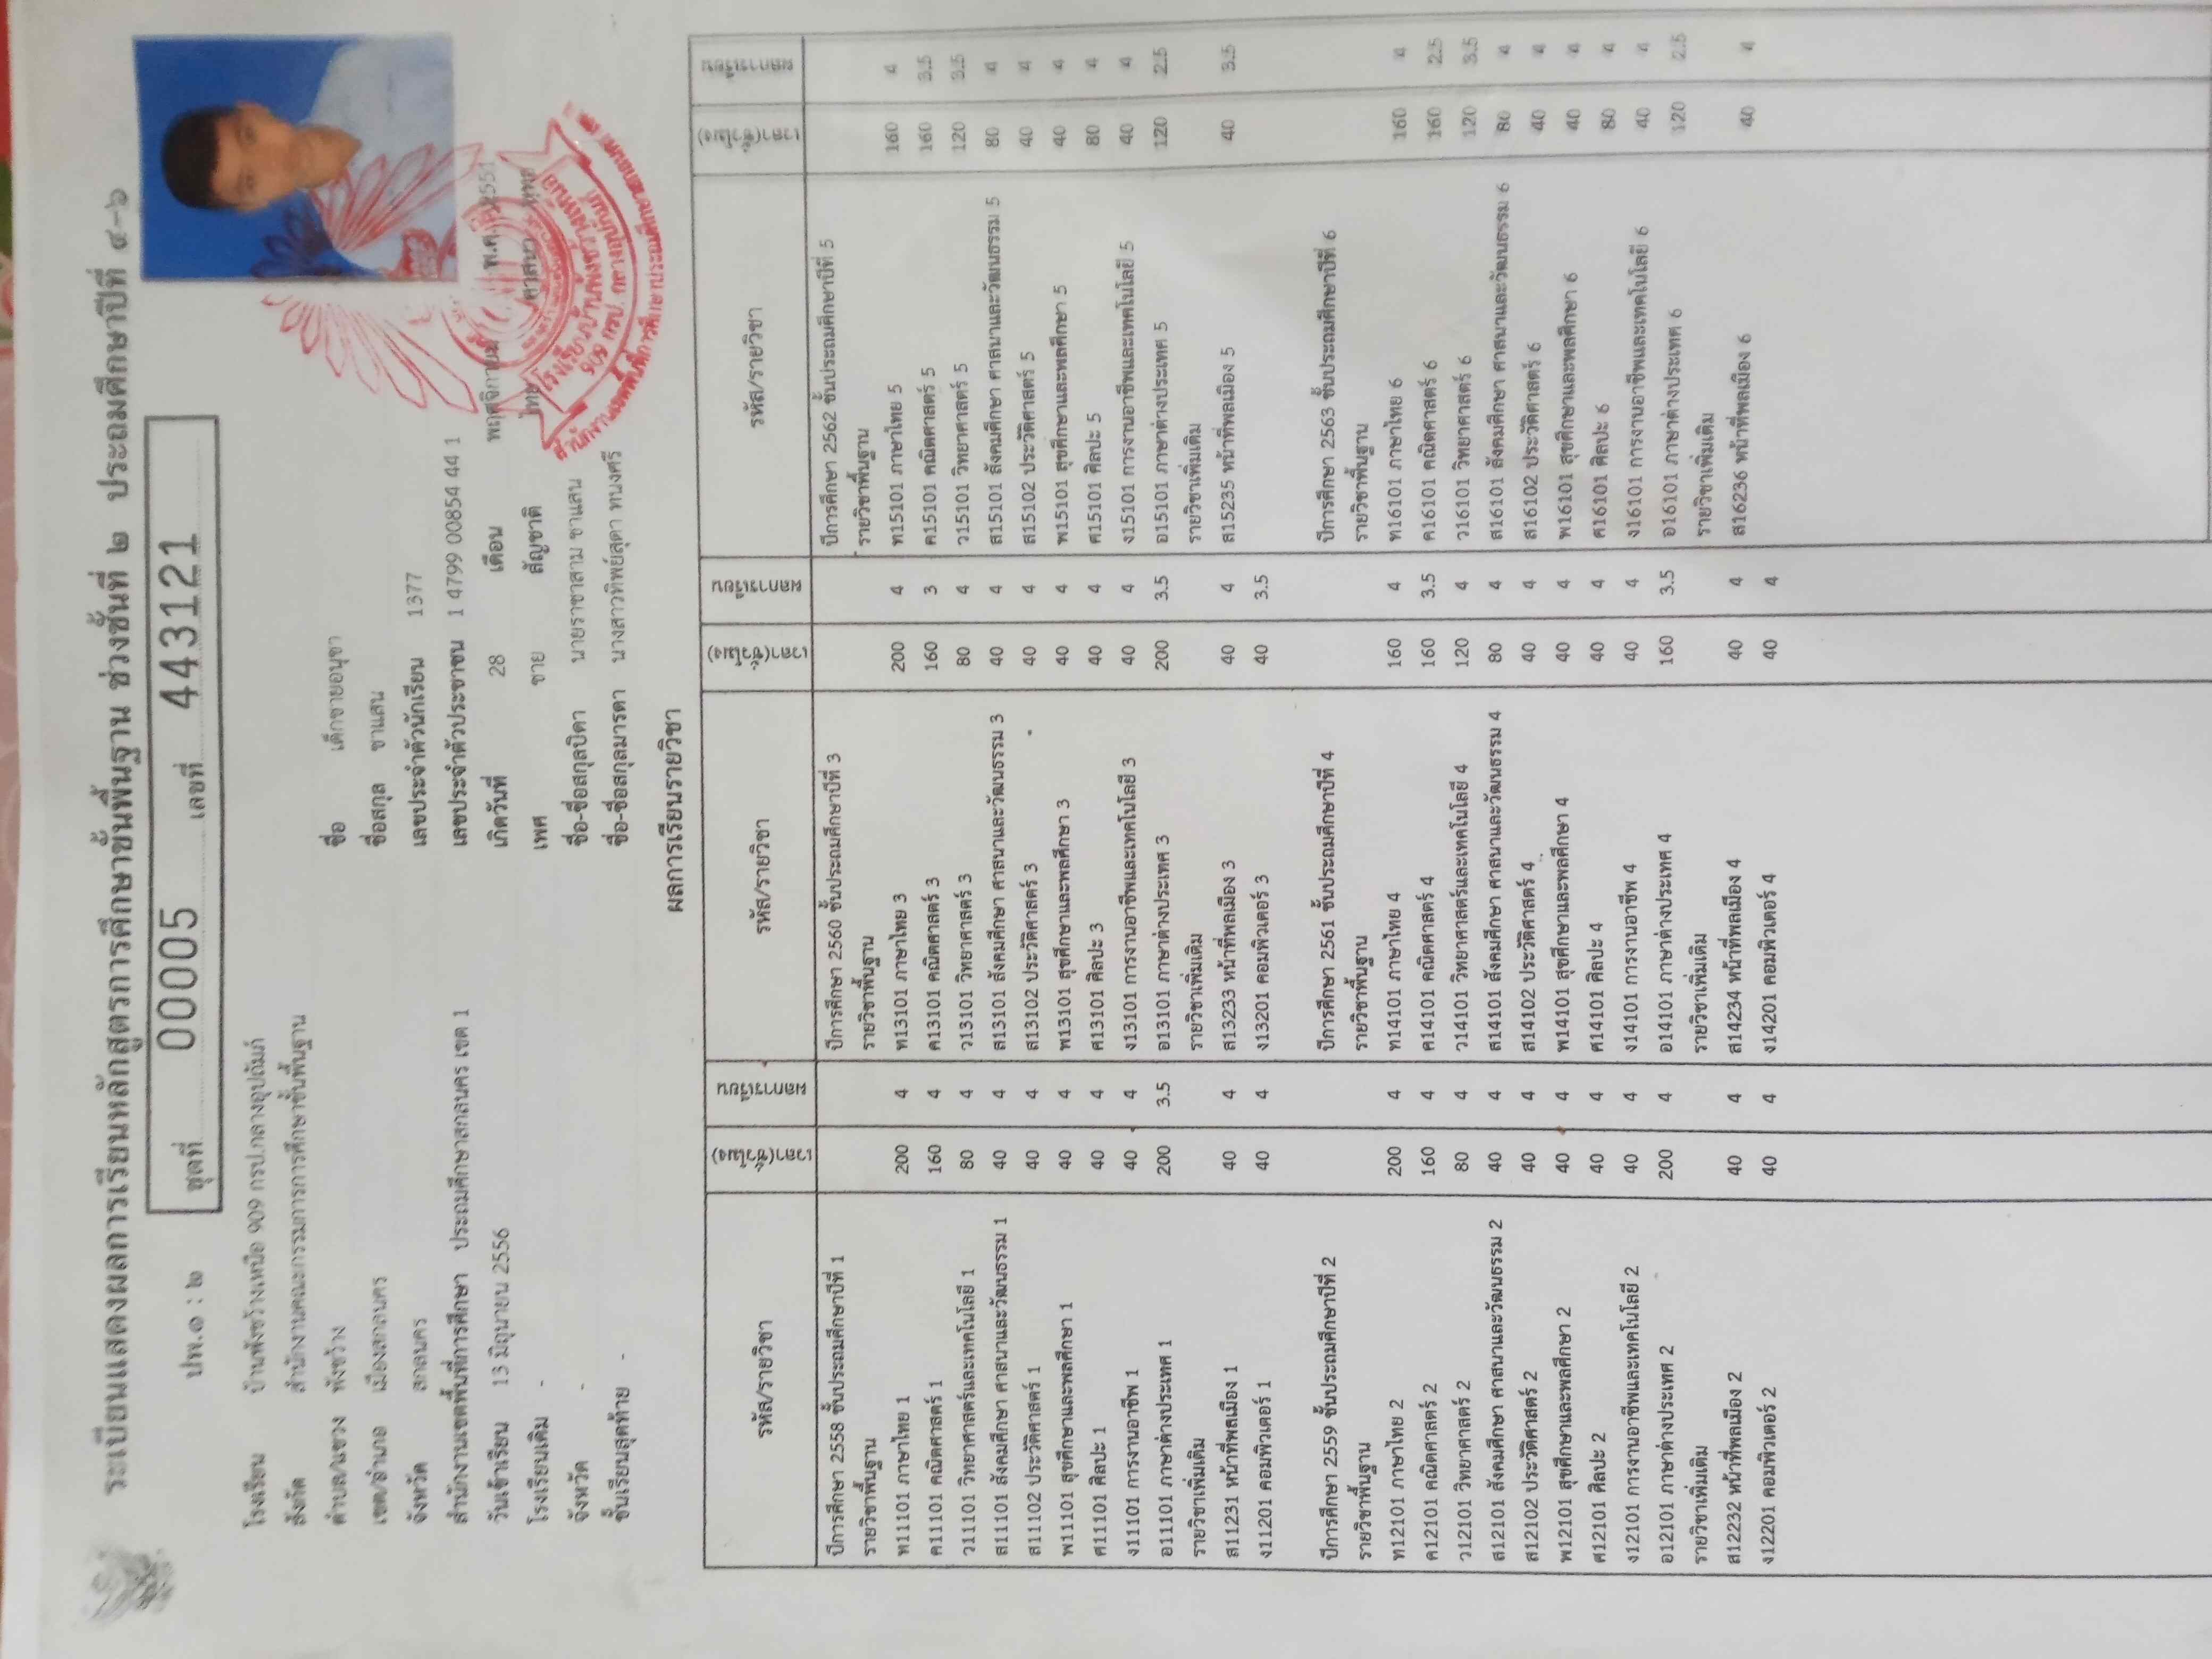 ระเบียนแสดงผลการเรียนหลักสูตรการศึกษาขั้นพื้นฐาน ช่วงชั้นที่ ๒ ประถมศึกษาปีที่ ๔-๖
ปพ.๑ : ๒ ชุดที่ 00005 เลขที่ 443121
โรงเรียน บ้านพังขว้างเหนือ 909 กรป.กลางอุปถัมภ์
สังกัด สำนักงานคณะกรรมการการศึกษาขั้นพื้นฐาน
ตำบล/แขวง พังขว้าง
เขต/อำเภอ เมืองสกลนคร
จังหวัด สกลนคร
สำนักงานเขตพื้นที่การศึกษา ประถมศึกษาสกลนคร เขต 1
วันเข้าเรียน 13 มิถุนายน 2556
โรงเรียนเดิม -
จังหวัด -
ชั้นเรียนสุดท้าย -
ชื่อ เด็กชายอนุชา
ชื่อสกุล ชาแสน
เลขประจำตัวนักเรียน 1377
เลขประจำตัวประชาชน 1 4799 00854 44 1
เกิดวันที่ 28 เดือน พฤศจิกายน พ.ศ. 2551
เพศ ชาย สัญชาติ ไทย ศาสนา พุทธ
ชื่อ-ชื่อสกุลบิดา นายราชาสาม ชาแสน
ชื่อ-ชื่อสกุลมารดา นางสาวทิพย์สุดา ทนงศรี
โรงเรียนบ้านพังขว้างเหนือ
909 กรป. กลางอุปถัมภ์
ผลการเรียนรายวิชา
รหัส/รายวิชา เวลา(ชั่วโมง) ผลการเรียน
ปีการศึกษา 2558 ชั้นประถมศึกษาปีที่ 1
รายวิชาพื้นฐาน
ท11101 ภาษาไทย 1 200 4
ค11101 คณิตศาสตร์ 1 160 4
ว11101 วิทยาศาสตร์และเทคโนโลยี 1 80 4
ส11101 สังคมศึกษา ศาสนาและวัฒนธรรม 1 40 4
ส11102 ประวัติศาสตร์ 1 40 4
พ11101 สุขศึกษาและพลศึกษา 1 40 4
ศ11101 ศิลปะ 1 40 4
ง11101 การงานอาชีพ 1 40 4
อ11101 ภาษาต่างประเทศ 1 200 3.5
รายวิชาเพิ่มเติม
ส11231 หน้าที่พลเมือง 1 40 4
ง11201 คอมพิวเตอร์ 1 40 4
ปีการศึกษา 2559 ชั้นประถมศึกษาปีที่ 2
รายวิชาพื้นฐาน
ท12101 ภาษาไทย 2 200 4
ค12101 คณิตศาสตร์ 2 160 4
ว12101 วิทยาศาสตร์ 2 80 4
ส12101 สังคมศึกษา ศาสนาและวัฒนธรรม 2 40 4
ส12102 ประวัติศาสตร์ 2 40 4
พ12101 สุขศึกษาและพลศึกษา 2 40 4
ศ12101 ศิลปะ 2 40 4
ง12101 การงานอาชีพและเทคโนโลยี 2 40 4
อ12101 ภาษาต่างประเทศ 2 200 4
รายวิชาเพิ่มเติม
ส12232 หน้าที่พลเมือง 2 40 4
ง12201 คอมพิวเตอร์ 2 40 4
รหัส/รายวิชา เวลา(ชั่วโมง) ผลการเรียน
ปีการศึกษา 2560 ชั้นประถมศึกษาปีที่ 3
รายวิชาพื้นฐาน
ท13101 ภาษาไทย 3 200 4
ค13101 คณิตศาสตร์ 3 160 3
ว13101 วิทยาศาสตร์ 3 80 4
ส13101 สังคมศึกษา ศาสนาและวัฒนธรรม 3 40 4
ส13102 ประวัติศาสตร์ 3 40 4
พ13101 สุขศึกษาและพลศึกษา 3 40 4
ศ13101 ศิลปะ 3 40 4
ง13101 การงานอาชีพและเทคโนโลยี 3 40 4
อ13101 ภาษาต่างประเทศ 3 200 3.5
รายวิชาเพิ่มเติม
ส13233 หน้าที่พลเมือง 3 40 4
ง13201 คอมพิวเตอร์ 3 40 3.5
ปีการศึกษา 2561 ชั้นประถมศึกษาปีที่ 4
รายวิชาพื้นฐาน
ท14101 ภาษาไทย 4 160 4
ค14101 คณิตศาสตร์ 4 160 3.5
ว14101 วิทยาศาสตร์และเทคโนโลยี 4 120 4
ส14101 สังคมศึกษา ศาสนาและวัฒนธรรม 4 80 4
ส14102 ประวัติศาสตร์ 4 40 4
พ14101 สุขศึกษาและพลศึกษา 4 40 4
ศ14101 ศิลปะ 4 40 4
ง14101 การงานอาชีพ 4 40 4
อ14101 ภาษาต่างประเทศ 4 160 3.5
รายวิชาเพิ่มเติม
ส14234 หน้าที่พลเมือง 4 40 4
ง14201 คอมพิวเตอร์ 4 40 4
รหัส/รายวิชา เวลา(ชั่วโมง) ผลการเรียน
ปีการศึกษา 2562 ชั้นประถมศึกษาปีที่ 5
รายวิชาพื้นฐาน
ท15101 ภาษาไทย 5 160 4
ค15101 คณิตศาสตร์ 5 160 3.5
ว15101 วิทยาศาสตร์ 5 120 3.5
ส15101 สังคมศึกษา ศาสนาและวัฒนธรรม 5 80 4
ส15102 ประวัติศาสตร์ 5 40 4
พ15101 สุขศึกษาและพลศึกษา 5 40 4
ศ15101 ศิลปะ 5 80 4
ง15101 การงานอาชีพและเทคโนโลยี 5 40 4
อ15101 ภาษาต่างประเทศ 5 120 2.5
รายวิชาเพิ่มเติม
ส15235 หน้าที่พลเมือง 5 40 3.5
ปีการศึกษา 2563 ชั้นประถมศึกษาปีที่ 6
รายวิชาพื้นฐาน
ท16101 ภาษาไทย 6 160 4
ค16101 คณิตศาสตร์ 6 160 2.5
ว16101 วิทยาศาสตร์ 6 120 3.5
ส16101 สังคมศึกษา ศาสนาและวัฒนธรรม 6 80 4
ส16102 ประวัติศาสตร์ 6 40 4
พ16101 สุขศึกษาและพลศึกษา 6 40 4
ศ16101 ศิลปะ 6 80 4
ง16101 การงานอาชีพและเทคโนโลยี 6 40 4
อ16101 ภาษาต่างประเทศ 6 120 2.5
รายวิชาเพิ่มเติม
ส16236 หน้าที่พลเมือง 6 40 4